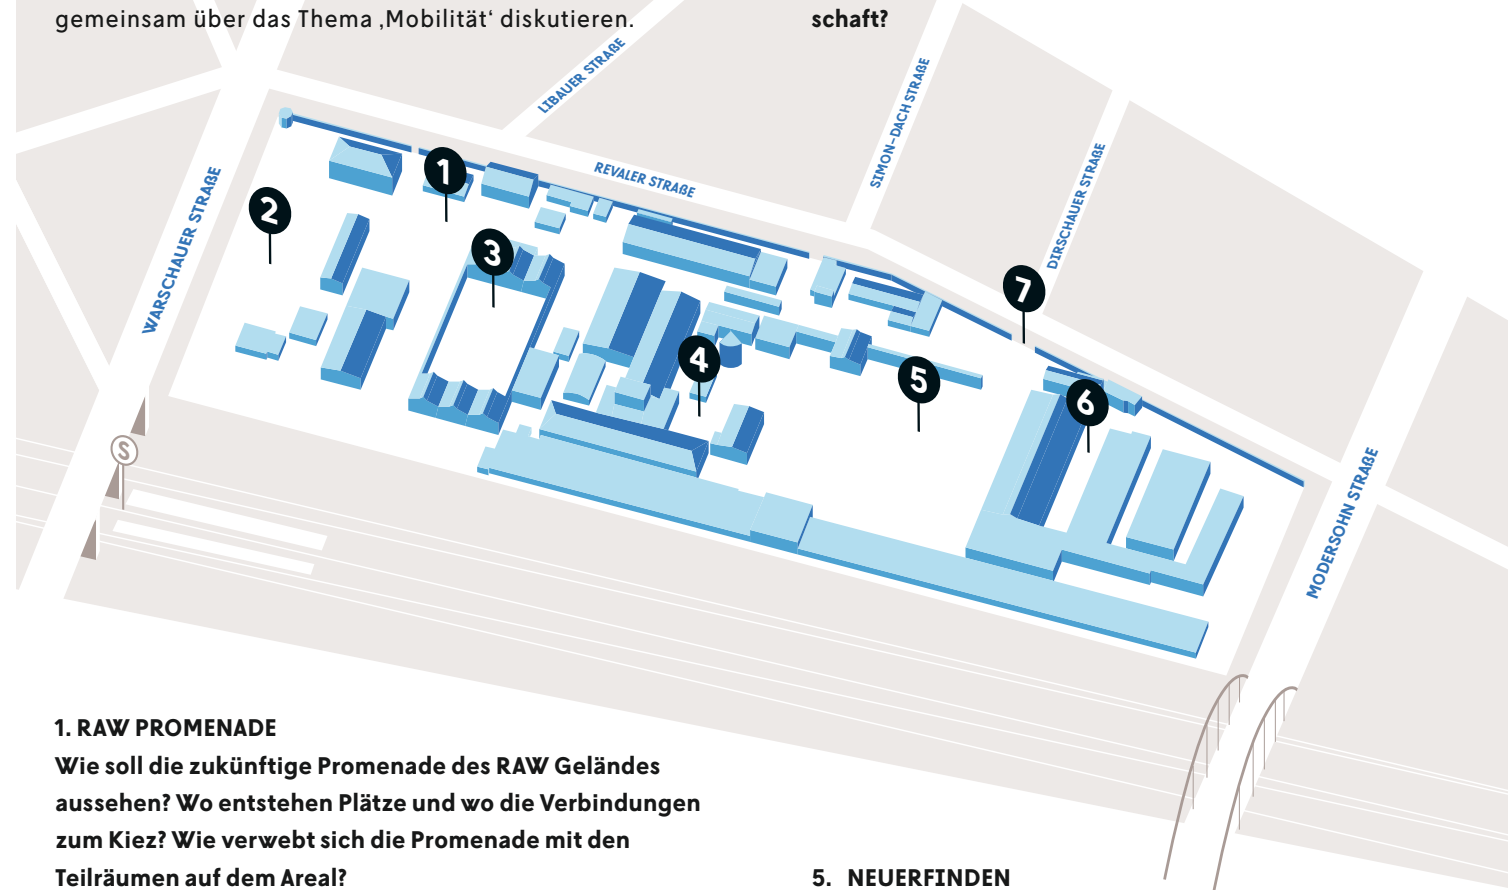 gemeinsam über das Thema ‚Mobilität‘ diskutieren.
schaft?
LIBAUER STRAßE
SIMON-DACH STRAßE
REVALER STRAßE
DIRSCHAUER STRAßE
WARSCHAUER STRAßE
1
2
3
7
4
5
6
S
MODERSOHN STRAßE
1. RAW PROMENADE
Wie soll die zukünftige Promenade des RAW Geländes
aussehen? Wo entstehen Plätze und wo die Verbindungen
zum Kiez? Wie verwebt sich die Promenade mit den
Teilräumen auf dem Areal?
5. NEUERFINDEN